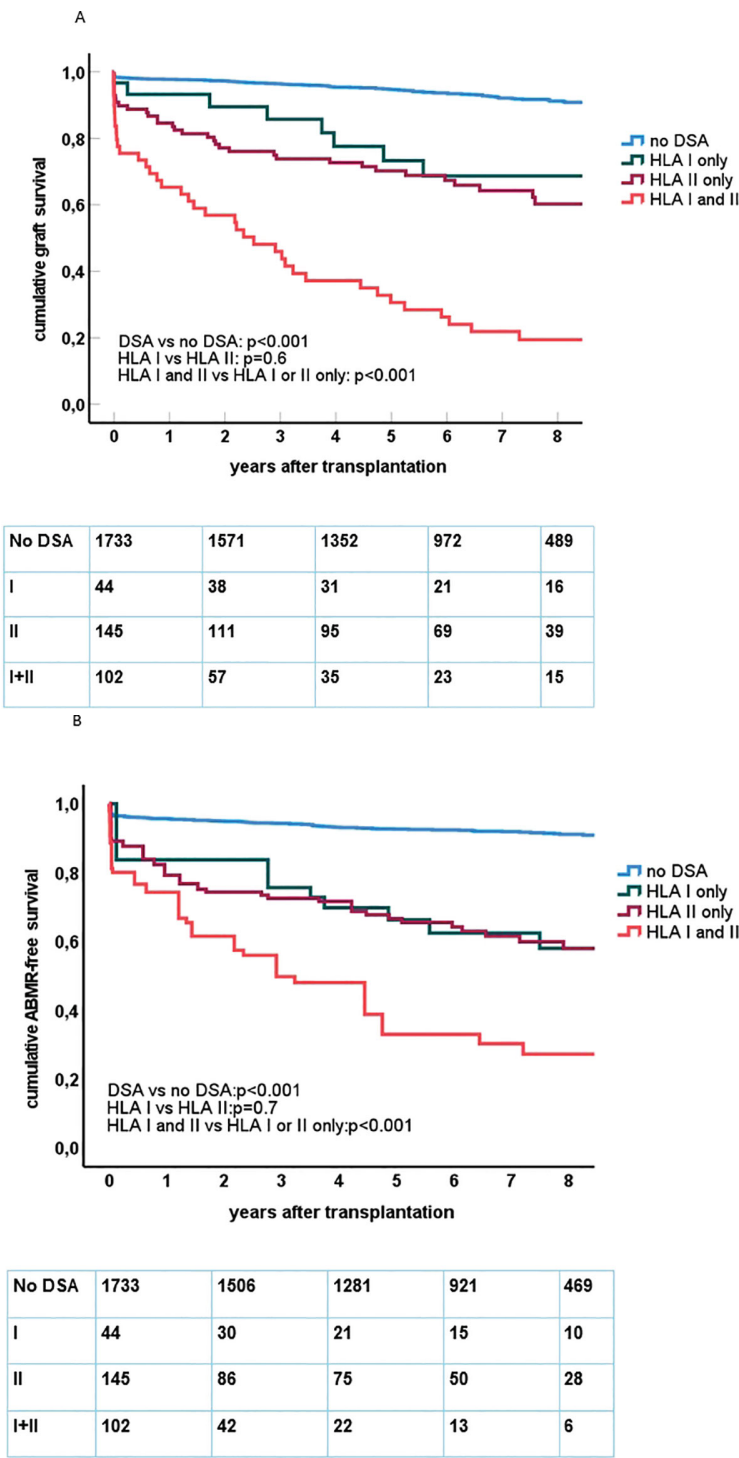 A
1,0
0,8
0,6
0,4
0,2
0,0
cumulative graft survival
no DSA
HLA I only
HLA II only
HLA I and II
DSA vs no DSA: p<0.001
HLA I vs HLA II: p=0.6
HLA I and II vs HLA I or II only: p<0.001
0 1 2 3 4 5 6 7 8
years after transplantation
No DSA 1733 1571 1352 972 489
I 44 38 31 21 16
II 145 111 95 69 39
I+II 102 57 35 23 15
B
1,0
0,8
0,6
0,4
0,2
0,0
cumulative ABMR-free survival
no DSA
HLA I only
HLA II only
HLA I and II
DSA vs no DSA:p<0.001
HLA I vs HLA II:p=0.7
HLA I and II vs HLA I or II only:p<0.001
0 1 2 3 4 5 6 7 8
years after transplantation
No DSA 1733 1506 1281 921 469
I 44 30 21 15 10
II 145 86 75 50 28
I+II 102 42 22 13 6